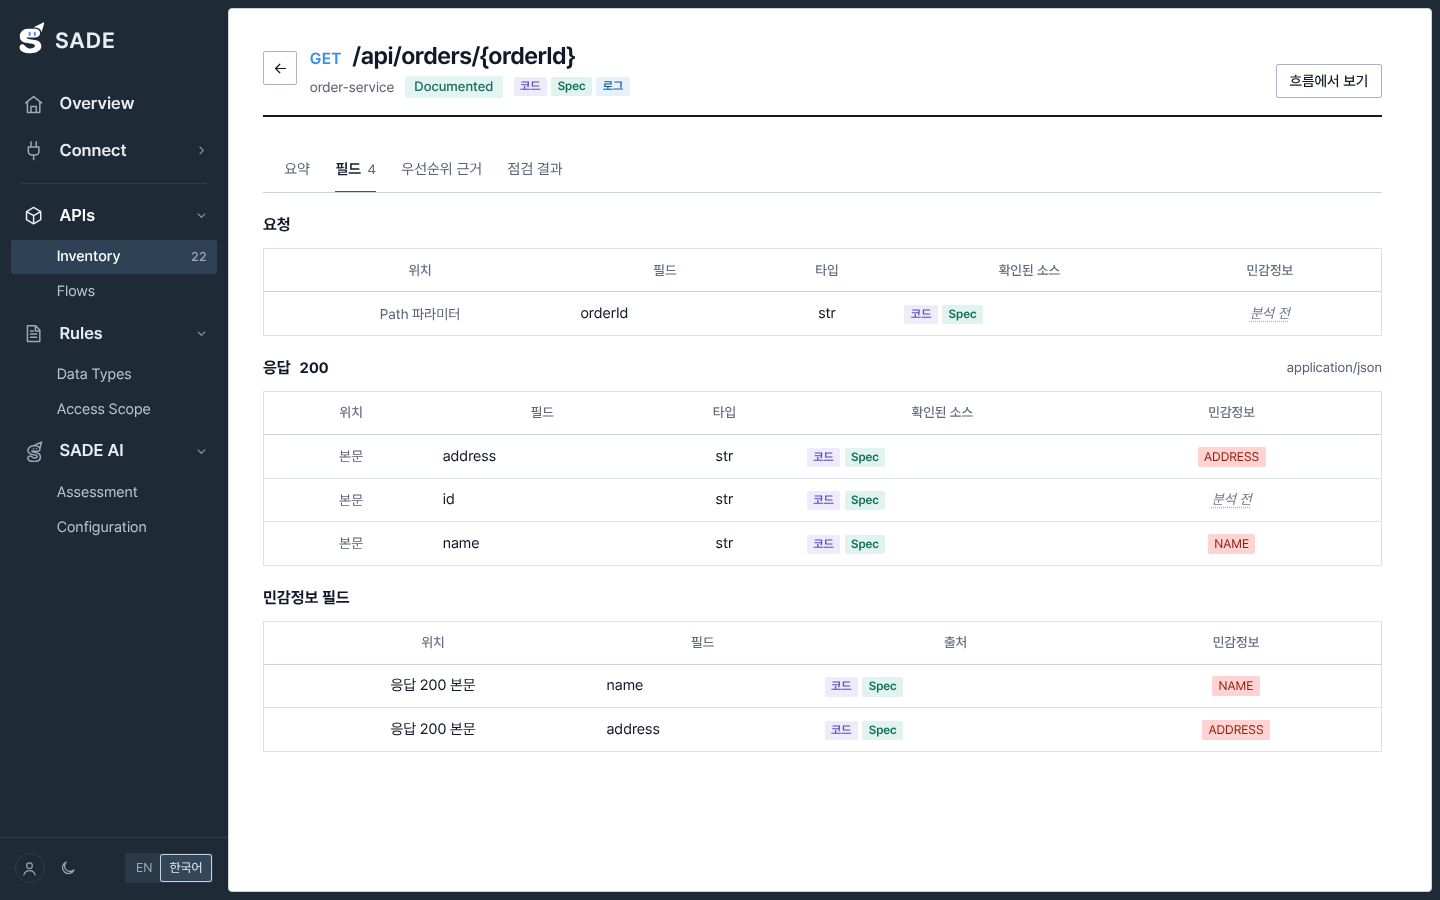 SADE
Overview
Connect
APIs
Inventory 22
Flows
Rules
Data Types
Access Scope
SADE AI
Assessment
Configuration
EN 한국어
GET /api/orders/{orderId}
order-service Documented 코드 Spec 로그
흐름에서 보기
요약 필드 4 우선순위 근거 점검 결과
요청
위치 필드 타입 확인된 소스 민감정보
Path 파라미터 orderId str 코드 Spec 분석 전
응답 200 application/json
위치 필드 타입 확인된 소스 민감정보
본문 address str 코드 Spec ADDRESS
본문 id str 코드 Spec 분석 전
본문 name str 코드 Spec NAME
민감정보 필드
위치 필드 출처 민감정보
응답 200 본문 name 코드 Spec NAME
응답 200 본문 address 코드 Spec ADDRESS